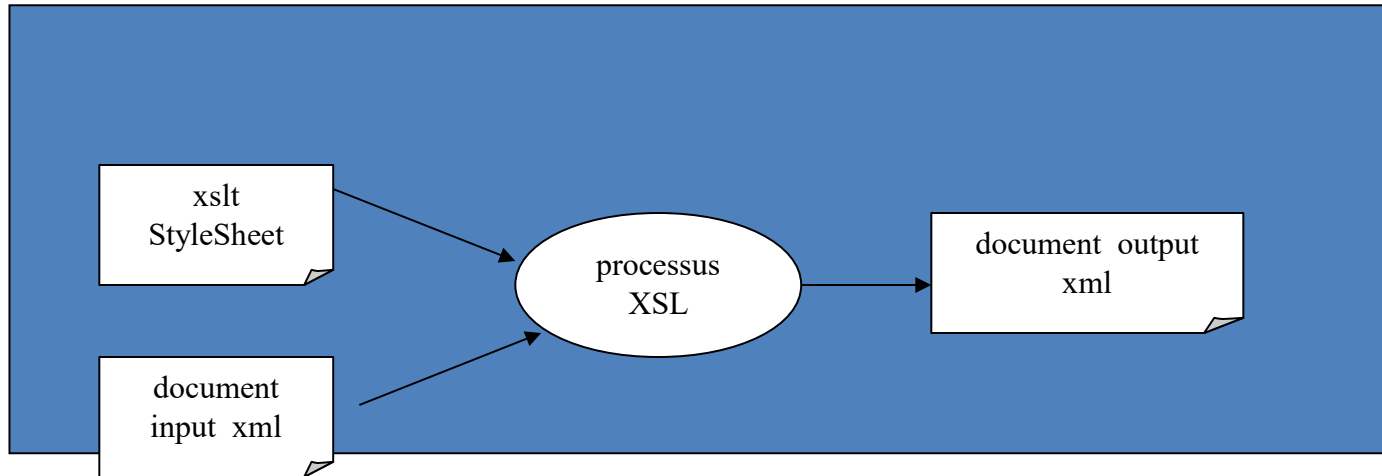 xslt
StyleSheet
document
input xml
processus
XSL
document output
xml